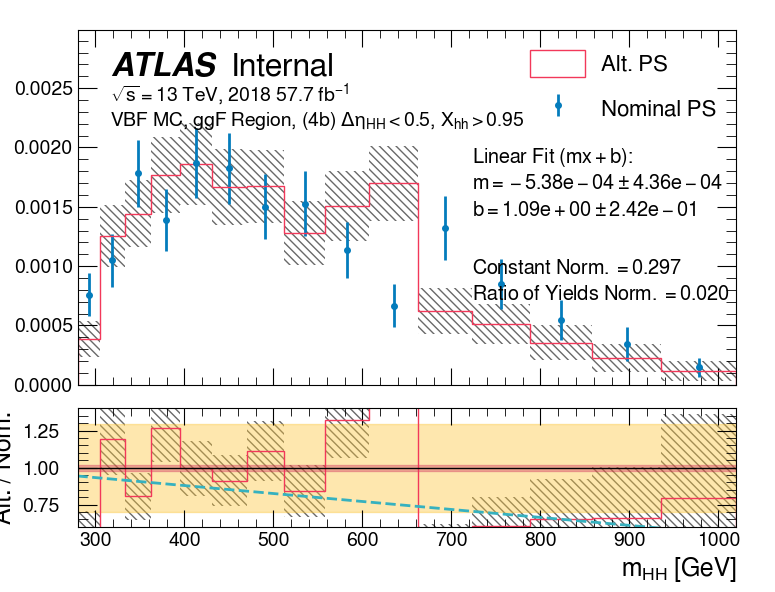 ATLAS Internal
√s = 13 TeV, 2018 57.7 fb⁻¹
VBF MC, ggF Region, (4b) Δη_HH < 0.5, X_hh > 0.95
Alt. PS
Nominal PS
Linear Fit (mx + b):
m = −5.38e − 04 ± 4.36e − 04
b = 1.09e + 00 ± 2.42e − 01
Constant Norm. = 0.297
Ratio of Yields Norm. = 0.020
0.0025
0.0020
0.0015
0.0010
0.0005
0.0000
Alt. / Nom.
1.25
1.00
0.75
300 400 500 600 700 800 900 1000
m_HH [GeV]